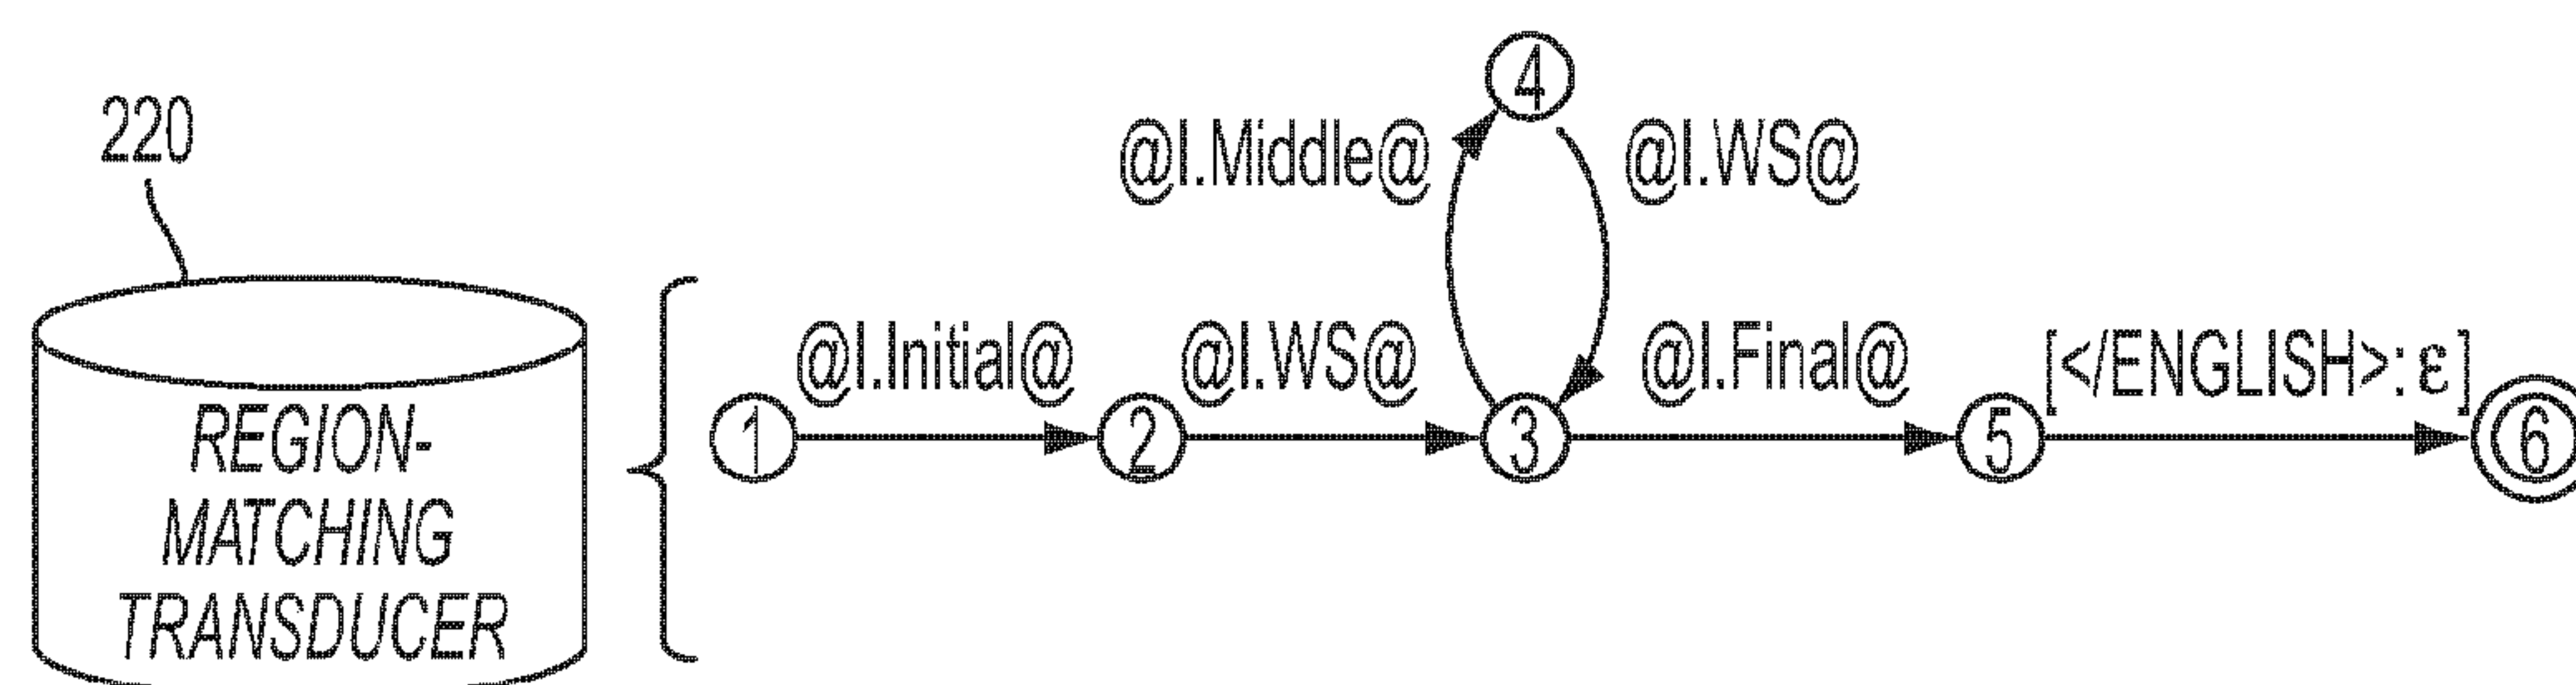 220
REGION-
MATCHING
TRANSDUCER
4
@I.Middle@
@I.WS@
@I.Initial@
@I.WS@
@I.Final@
[</ENGLISH>: ε]
1
2
3
5
6